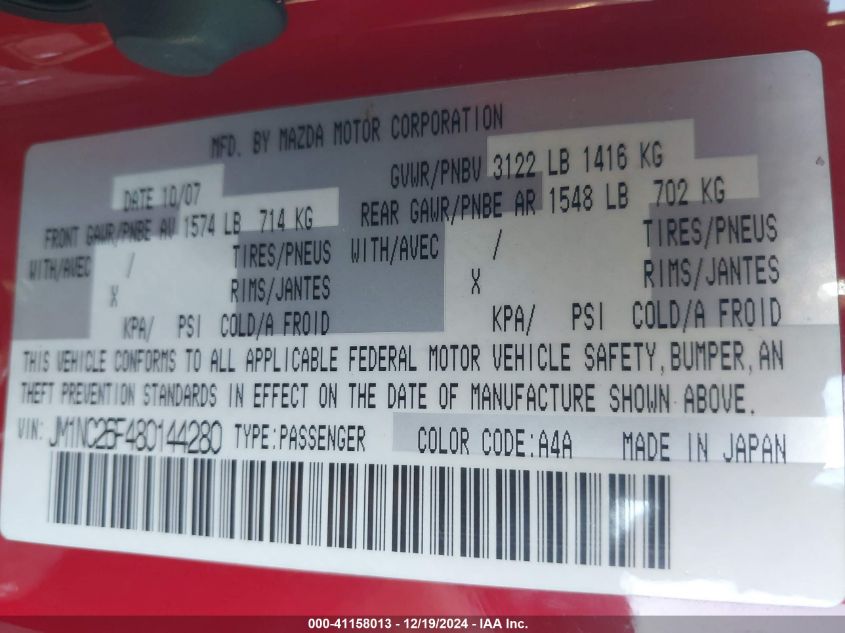 MFD. BY MAZDA MOTOR CORPORATION
DATE 10/07 GVWR/PNBV 3122 LB 1416 KG
FRONT GAWR/PNBE AV 1574 LB 714 KG REAR GAWR/PNBE AR 1548 LB 702 KG
WITH/AVEC / TIRES/PNEUS WITH/AVEC / TIRES/PNEUS
X RIMS/JANTES X RIMS/JANTES
KPA/ PSI COLD/A FROID KPA/ PSI COLD/A FROID
THIS VEHICLE CONFORMS TO ALL APPLICABLE FEDERAL MOTOR VEHICLE SAFETY, BUMPER, AN
THEFT PREVENTION STANDARDS IN EFFECT ON THE DATE OF MANUFACTURE SHOWN ABOVE.
VIN: JM1NC25F480144280 TYPE:PASSENGER COLOR CODE:A4A MADE IN JAPAN
000-41158013 - 12/19/2024 - IAA Inc.